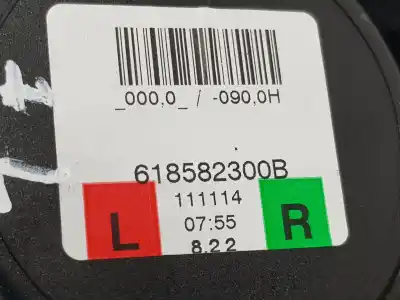 _000,0_ / -090,0H
618582300B
111114
07:55
8.2 2
L
R